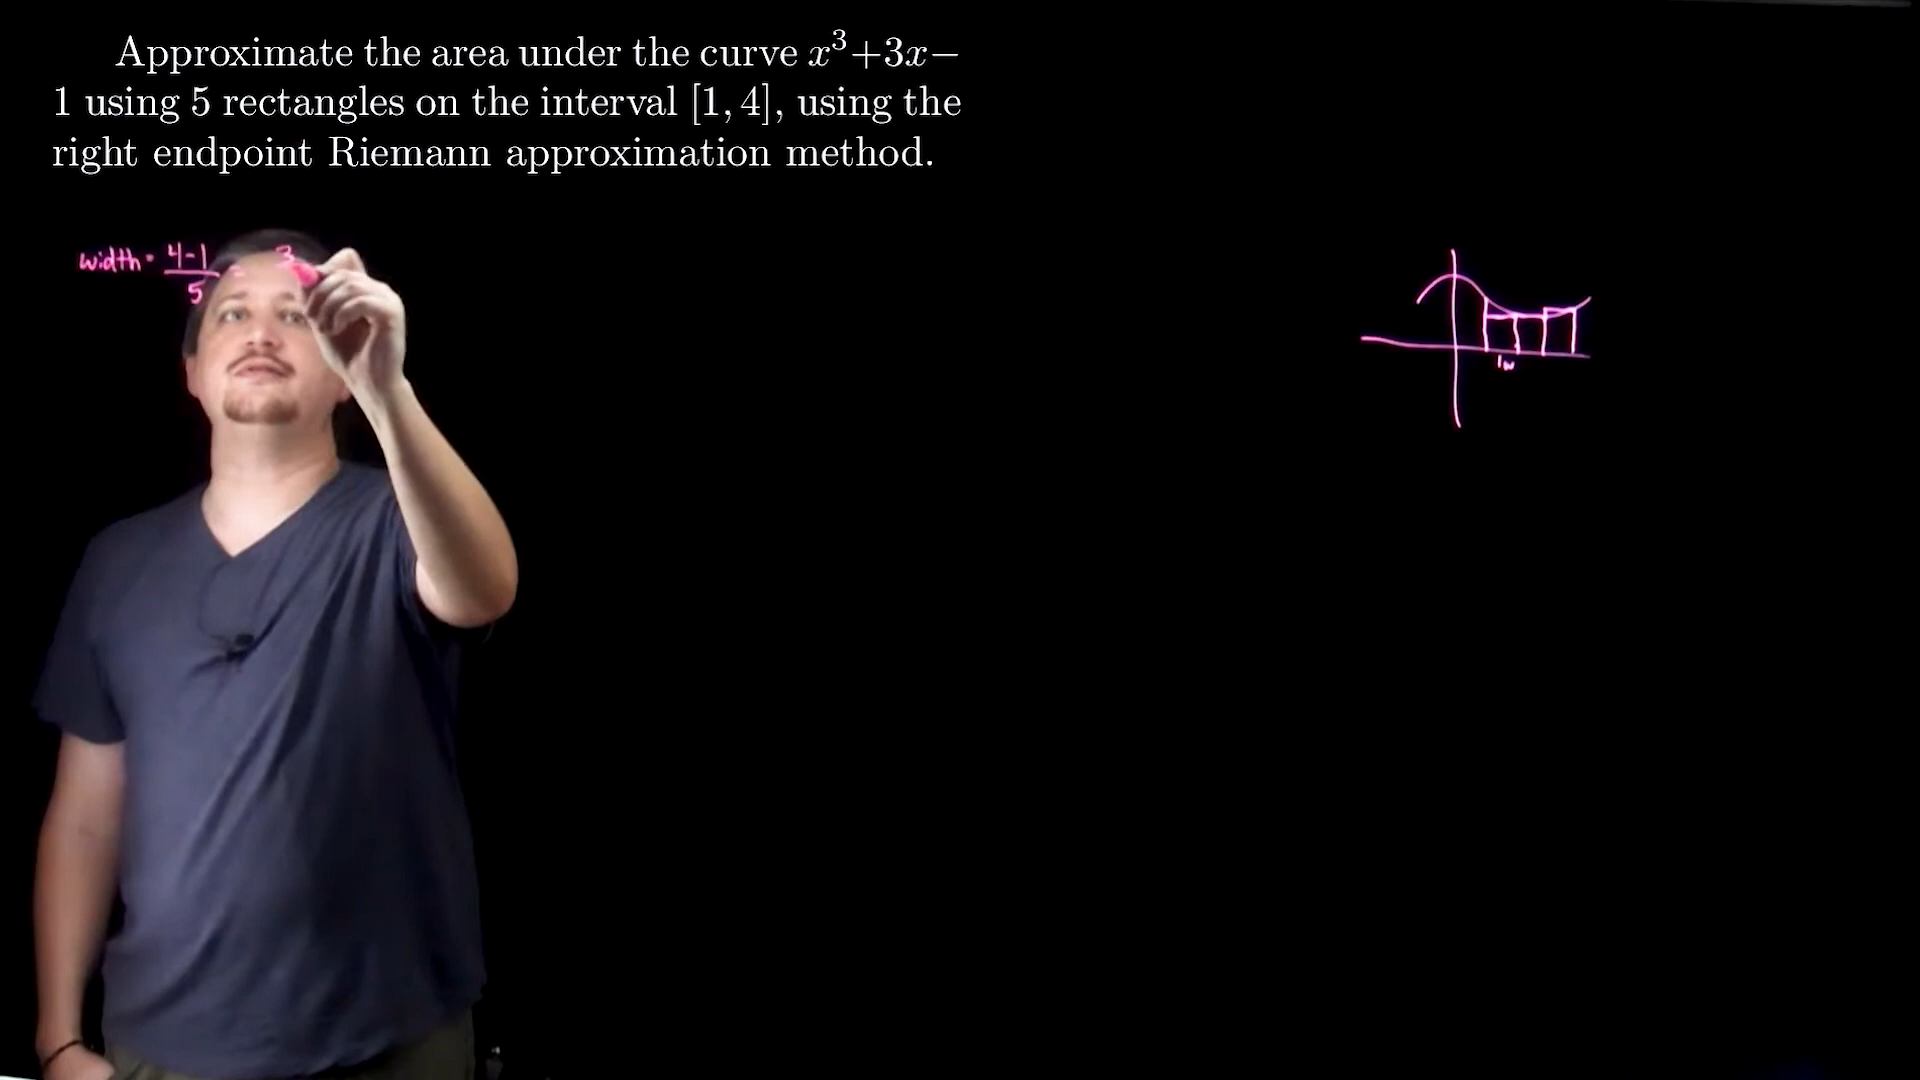 Approximate the area under the curve x³+3x−
1 using 5 rectangles on the interval [1, 4], using the
right endpoint Riemann approximation method.
width = 4-1 / 5 = 3
w